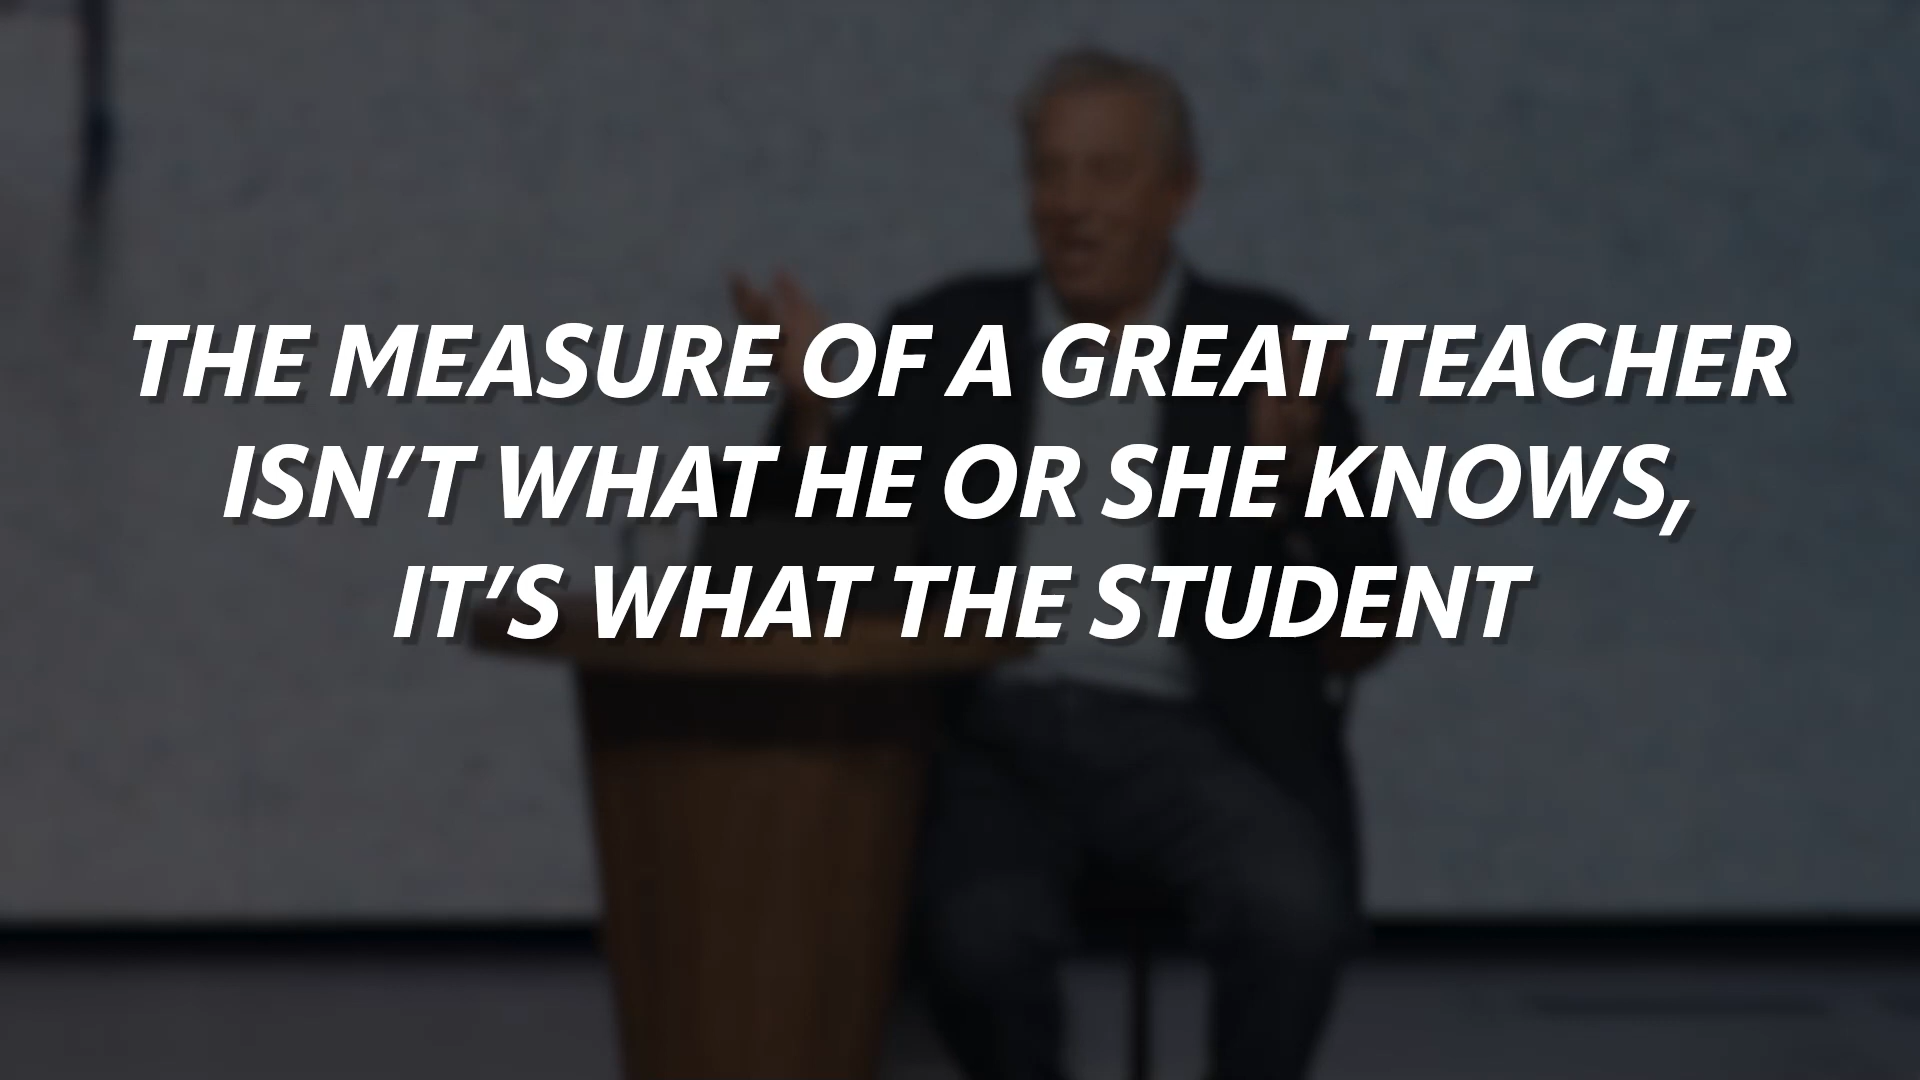 THE MEASURE OF A GREAT TEACHER
ISN’T WHAT HE OR SHE KNOWS,
IT’S WHAT THE STUDENT